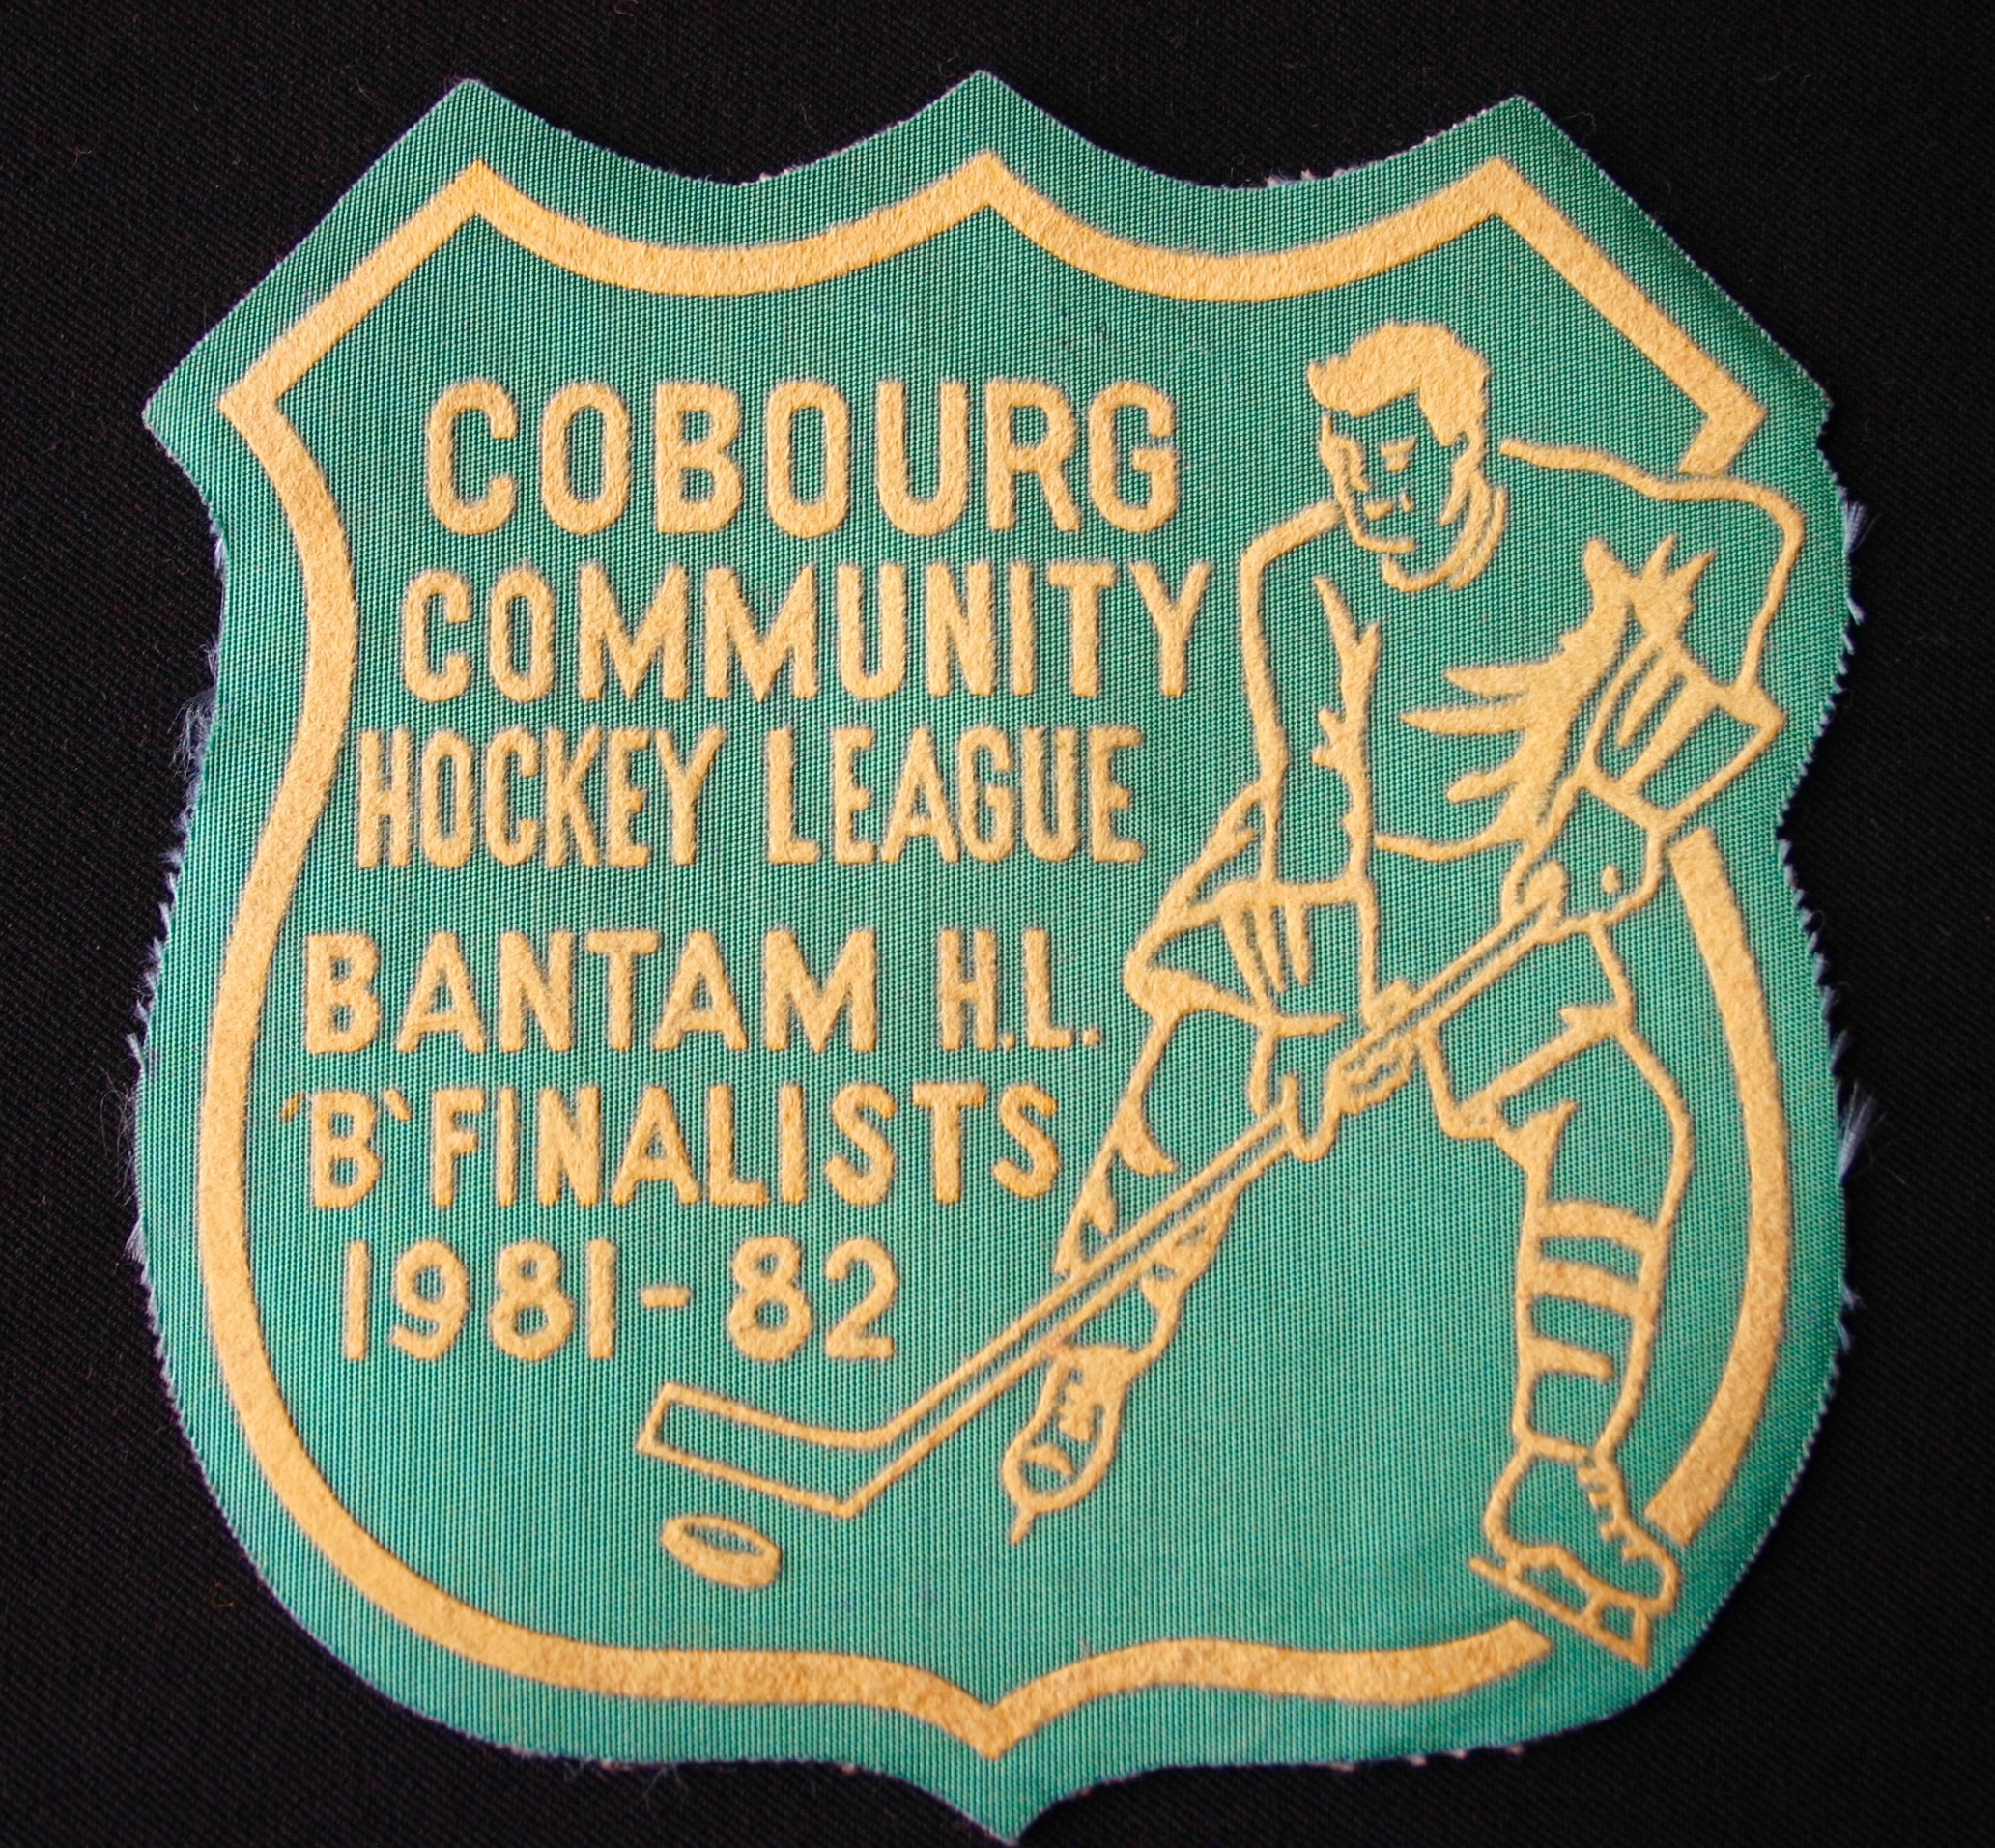 COBOURG
COMMUNITY
HOCKEY LEAGUE
BANTAM H.L.
'B' FINALISTS
1981-82